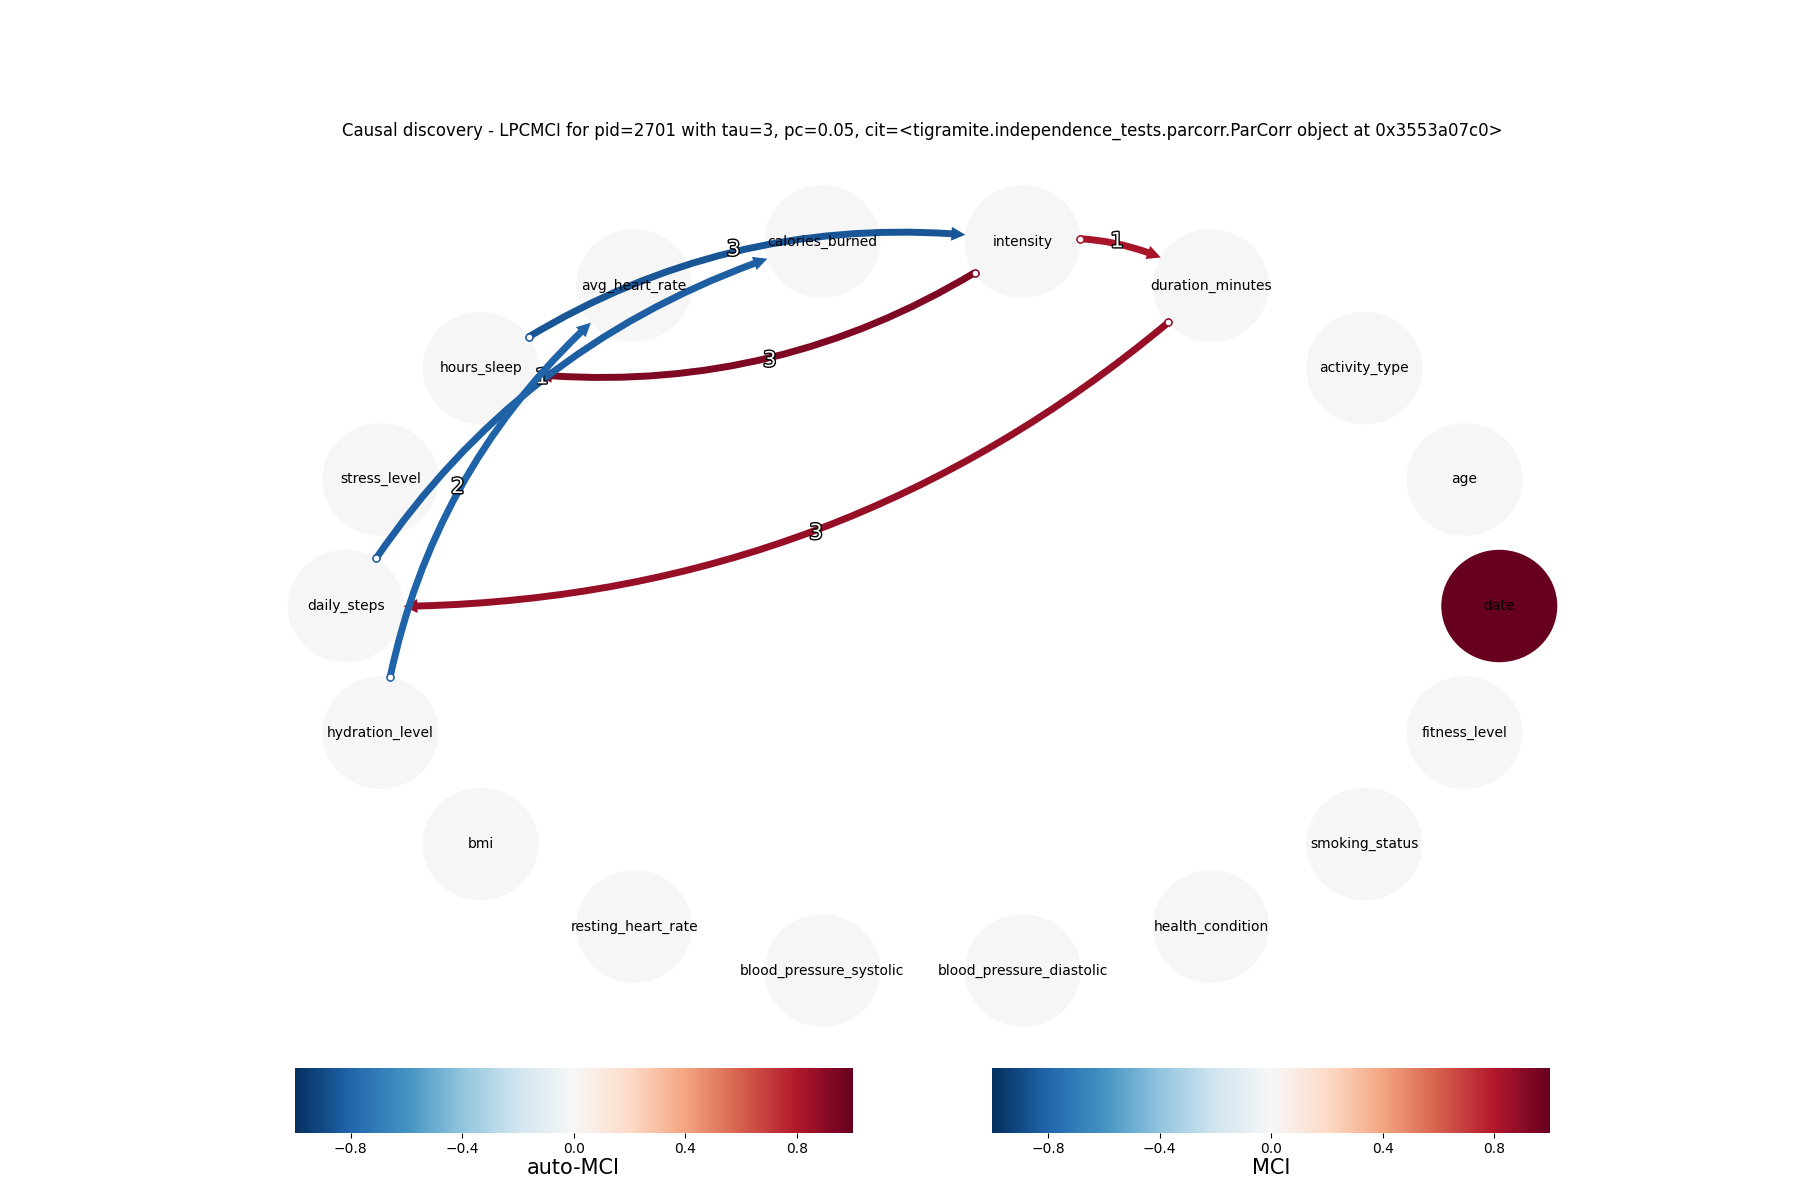 Causal discovery - LPCMCI for pid=2701 with tau=3, pc=0.05, cit=<tigramite.independence_tests.parcorr.ParCorr object at 0x3553a07c0>
calories_burned
intensity
3
1
avg_heart_rate
duration_minutes
3
hours_sleep
1
activity_type
stress_level
2
age
3
daily_steps
date
hydration_level
fitness_level
bmi
smoking_status
resting_heart_rate
health_condition
blood_pressure_systolic
blood_pressure_diastolic
−0.8 −0.4 0.0 0.4 0.8
auto-MCI
−0.8 −0.4 0.0 0.4 0.8
MCI